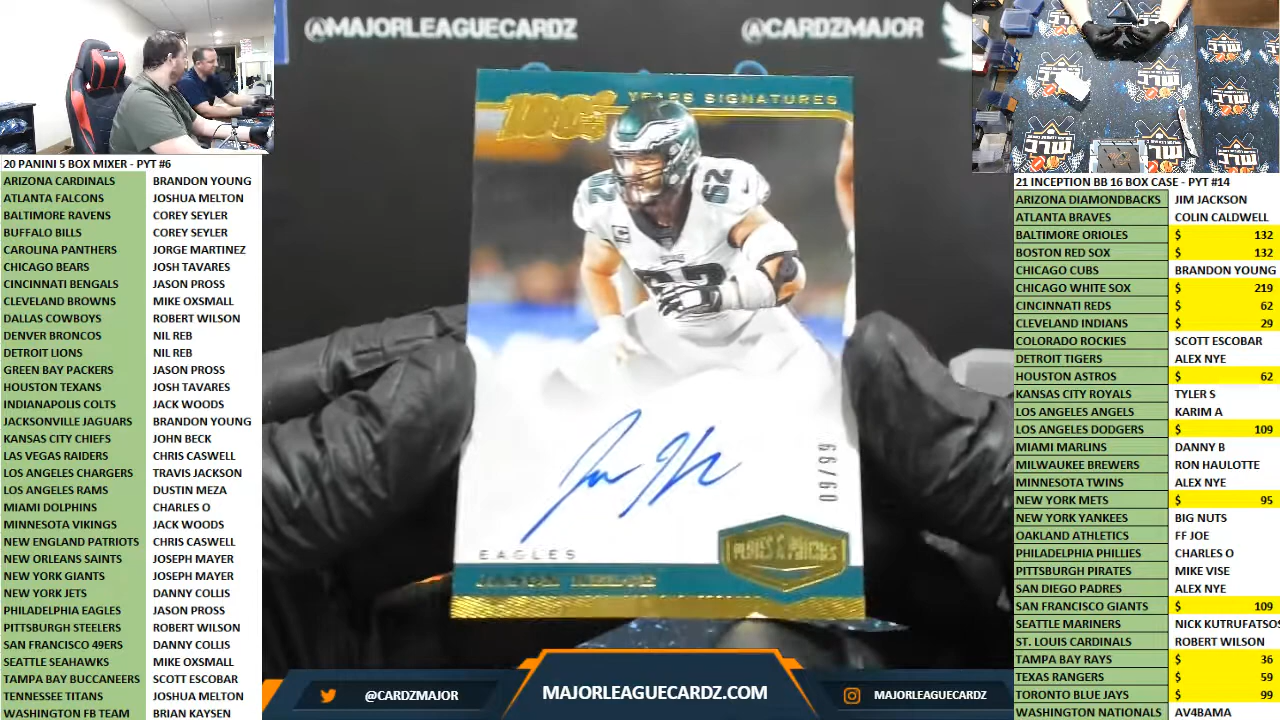 @MAJORLEAGUECARDZ
@CARDZMAJOR
20 PANINI 5 BOX MIXER - PYT #6
ARIZONA CARDINALS BRANDON YOUNG
ATLANTA FALCONS JOSHUA MELTON
BALTIMORE RAVENS COREY SEYLER
BUFFALO BILLS COREY SEYLER
CAROLINA PANTHERS JORGE MARTINEZ
CHICAGO BEARS JOSH TAVARES
CINCINNATI BENGALS JASON PROSS
CLEVELAND BROWNS MIKE OXSMALL
DALLAS COWBOYS ROBERT WILSON
DENVER BRONCOS NIL REB
DETROIT LIONS NIL REB
GREEN BAY PACKERS JASON PROSS
HOUSTON TEXANS JOSH TAVARES
INDIANAPOLIS COLTS JACK WOODS
JACKSONVILLE JAGUARS BRANDON YOUNG
KANSAS CITY CHIEFS JOHN BECK
LAS VEGAS RAIDERS CHRIS CASWELL
LOS ANGELES CHARGERS TRAVIS JACKSON
LOS ANGELES RAMS DUSTIN MEZA
MIAMI DOLPHINS CHARLES O
MINNESOTA VIKINGS JACK WOODS
NEW ENGLAND PATRIOTS CHRIS CASWELL
NEW ORLEANS SAINTS JOSEPH MAYER
NEW YORK GIANTS JOSEPH MAYER
NEW YORK JETS DANNY COLLIS
PHILADELPHIA EAGLES JASON PROSS
PITTSBURGH STEELERS ROBERT WILSON
SAN FRANCISCO 49ERS DANNY COLLIS
SEATTLE SEAHAWKS MIKE OXSMALL
TAMPA BAY BUCCANEERS SCOTT ESCOBAR
TENNESSEE TITANS JOSHUA MELTON
WASHINGTON FB TEAM BRIAN KAYSEN
100 YEARS SIGNATURES
62
62
62
09/99
EAGLES
PLATES & PATCHES
JASON KELCE
@CARDZMAJOR
MAJORLEAGUECARDZ.COM
MAJORLEAGUECARDZ
21 INCEPTION BB 16 BOX CASE - PYT #14
ARIZONA DIAMONDBACKS JIM JACKSON
ATLANTA BRAVES COLIN CALDWELL
BALTIMORE ORIOLES $ 132
BOSTON RED SOX $ 132
CHICAGO CUBS BRANDON YOUNG
CHICAGO WHITE SOX $ 219
CINCINNATI REDS $ 62
CLEVELAND INDIANS $ 29
COLORADO ROCKIES SCOTT ESCOBAR
DETROIT TIGERS ALEX NYE
HOUSTON ASTROS $ 62
KANSAS CITY ROYALS TYLER S
LOS ANGELES ANGELS KARIM A
LOS ANGELES DODGERS $ 109
MIAMI MARLINS DANNY B
MILWAUKEE BREWERS RON HAULOTTE
MINNESOTA TWINS ALEX NYE
NEW YORK METS $ 95
NEW YORK YANKEES BIG NUTS
OAKLAND ATHLETICS FF JOE
PHILADELPHIA PHILLIES CHARLES O
PITTSBURGH PIRATES MIKE VISE
SAN DIEGO PADRES ALEX NYE
SAN FRANCISCO GIANTS $ 109
SEATTLE MARINERS NICK KUTRUFATSOS
ST. LOUIS CARDINALS ROBERT WILSON
TAMPA BAY RAYS $ 36
TEXAS RANGERS $ 59
TORONTO BLUE JAYS $ 99
WASHINGTON NATIONALS AV4BAMA